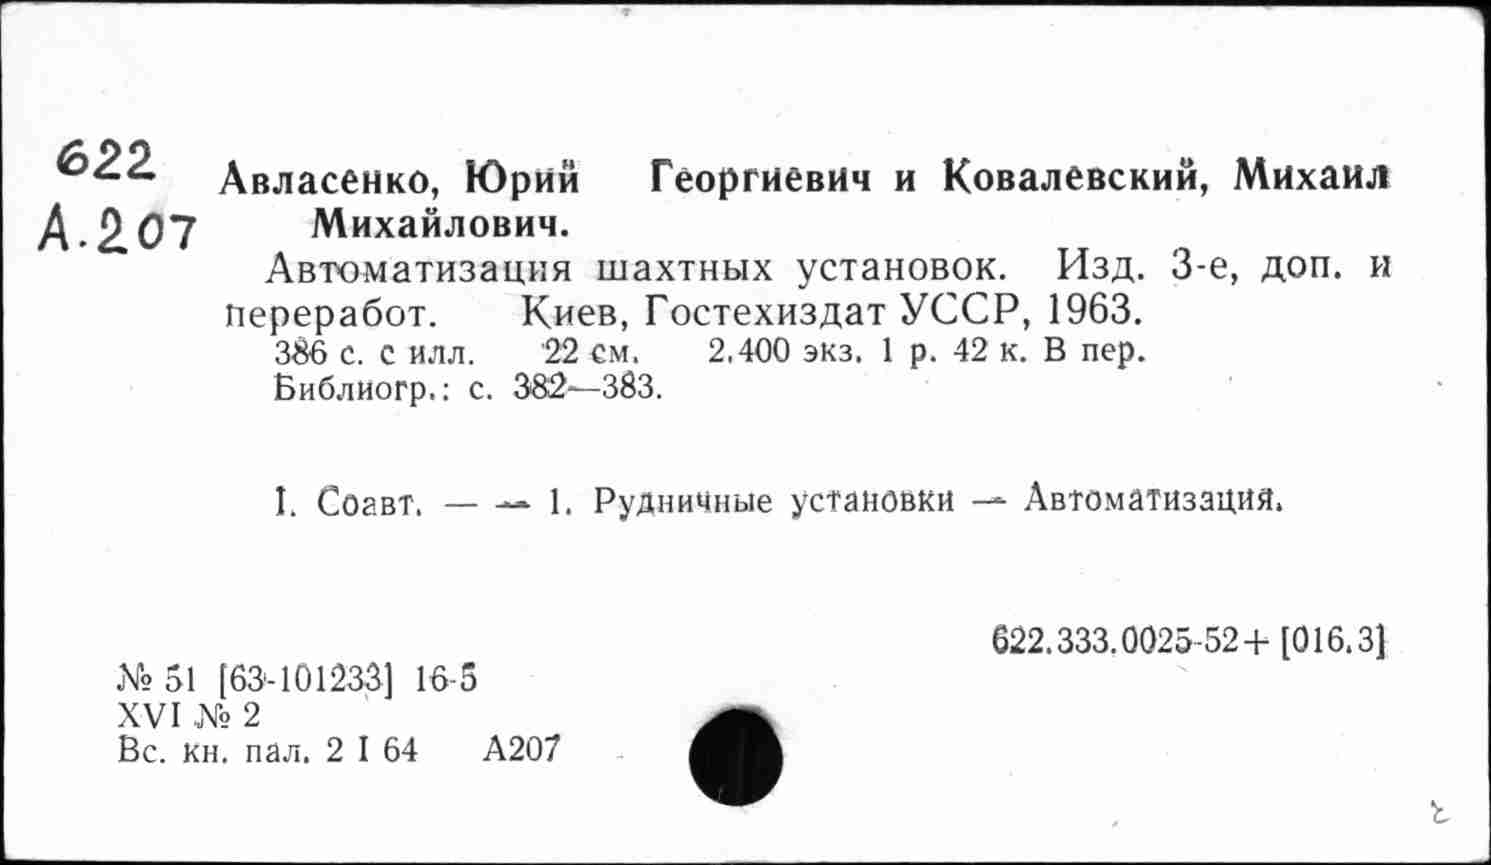 622
А.207
Авласенко, Юрий Георгиевич и Ковалевский, Михаил
Михайлович.
Автоматизация шахтных установок. Изд. 3-е, доп. и
переработ. Киев, Гостехиздат УССР, 1963.
386 с. с илл. 22 см. 2.400 экз. 1 р. 42 к. В пер.
Библиогр.: с. 382—383.
I. Соавт. — — 1. Рудничные установки — Автоматизация.
622.333.0025-52+ [016.3]
№ 51 [63-101233] 16-5
XVI № 2
Вс. кн. пал. 2 I 64 А207